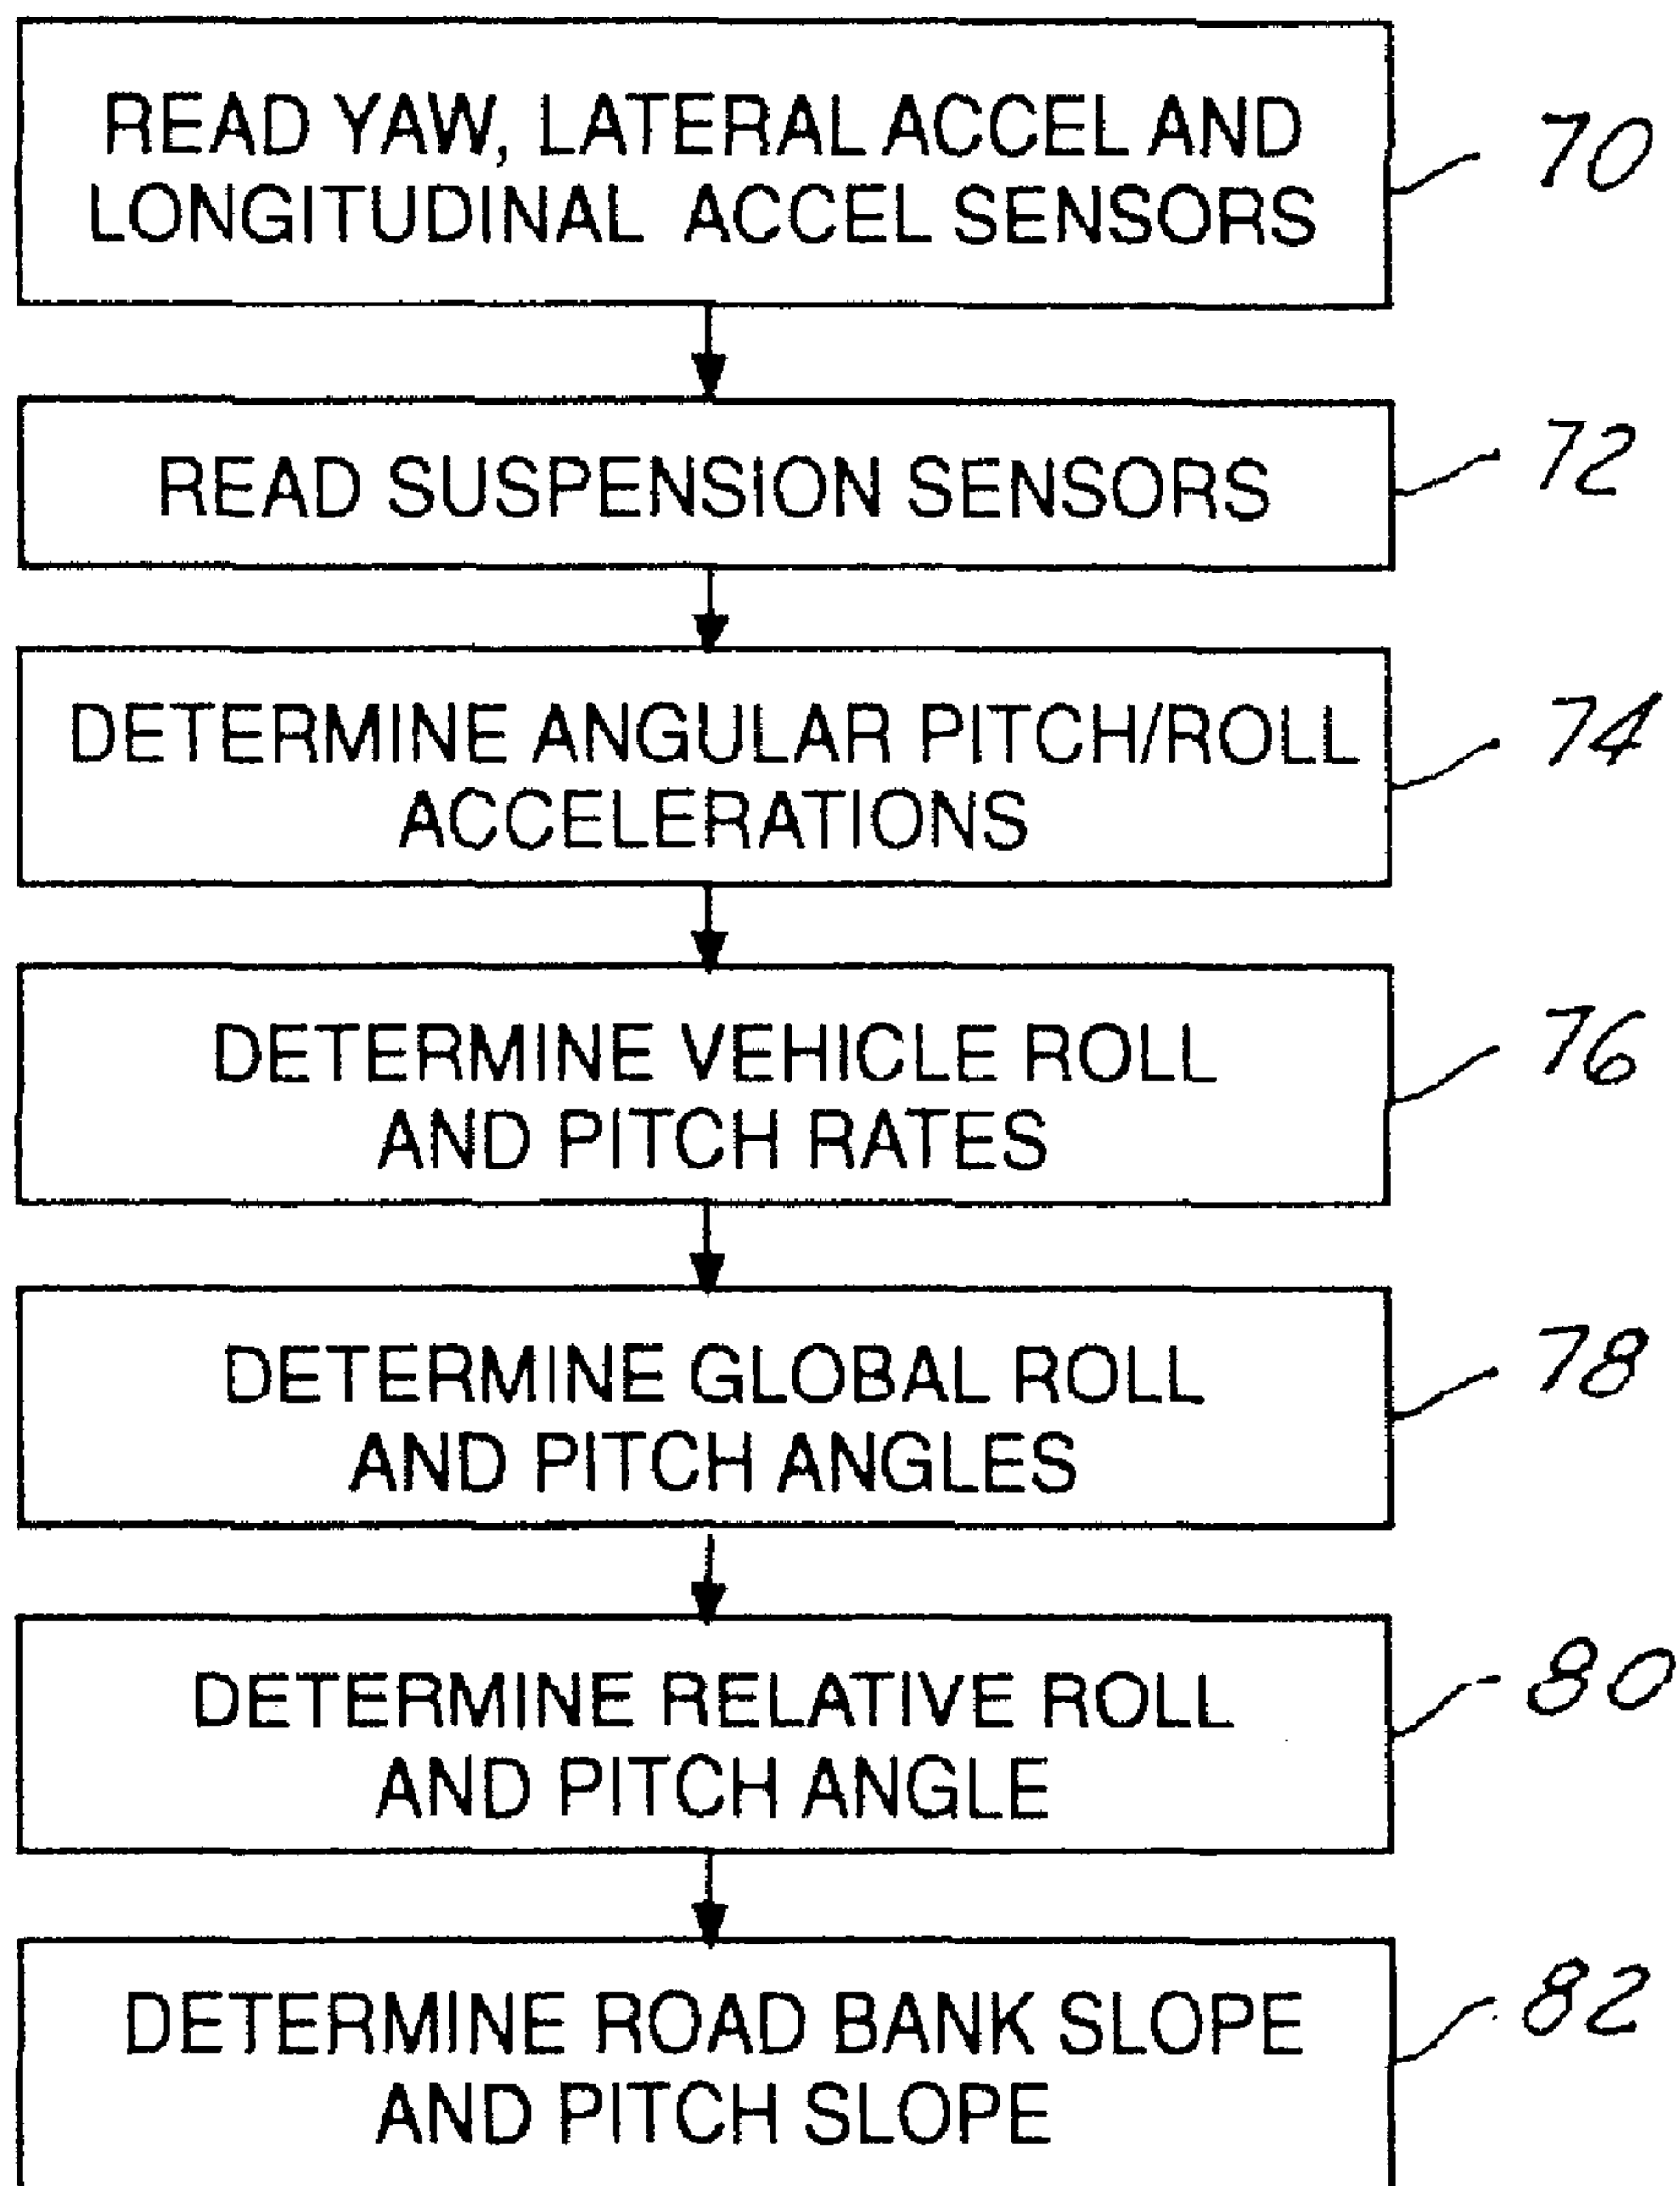 READ YAW, LATERAL ACCEL AND
LONGITUDINAL ACCEL SENSORS
70
READ SUSPENSION SENSORS
72
DETERMINE ANGULAR PITCH/ROLL
ACCELERATIONS
74
DETERMINE VEHICLE ROLL
AND PITCH RATES
76
DETERMINE GLOBAL ROLL
AND PITCH ANGLES
78
DETERMINE RELATIVE ROLL
AND PITCH ANGLE
80
DETERMINE ROAD BANK SLOPE
AND PITCH SLOPE
82